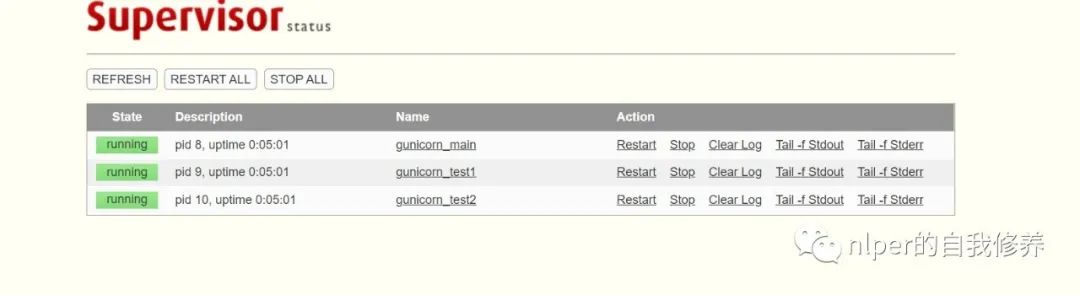 Supervisor status
REFRESH RESTART ALL STOP ALL
State Description Name Action
running pid 8, uptime 0:05:01 gunicorn_main Restart Stop Clear Log Tail -f Stdout Tail -f Stderr
running pid 9, uptime 0:05:01 gunicorn_test1 Restart Stop Clear Log Tail -f Stdout Tail -f Stderr
running pid 10, uptime 0:05:01 gunicorn_test2 Restart Stop Clear Log Tail -f Stdout Tail -f Stderr
nlper的自我修养